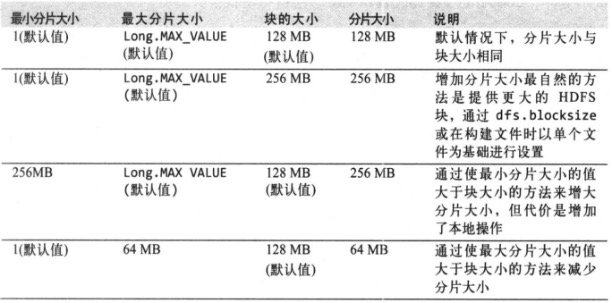 最小分片大小 最大分片大小 块的大小 分片大小 说明
1(默认值) Long.MAX_VALUE 128 MB 128 MB 默认情况下，分片大小与
(默认值) (默认值) 块大小相同
1(默认值) Long.MAX_VALUE 256 MB 256 MB 增加分片大小最自然的方
(默认值) 法是提供更大的 HDFS
块，通过 dfs.blocksize
或在构建文件时以单个文
件为基础进行设置
256MB Long.MAX VALUE 128 MB 256 MB 通过使最小分片大小的值
(默认值) (默认值) 大于块大小的方法来增大
分片大小，但代价是增加
了本地操作
1(默认值) 64 MB 128 MB 64 MB 通过使最大分片大小的值
(默认值) 大于块大小的方法来减少
分片大小